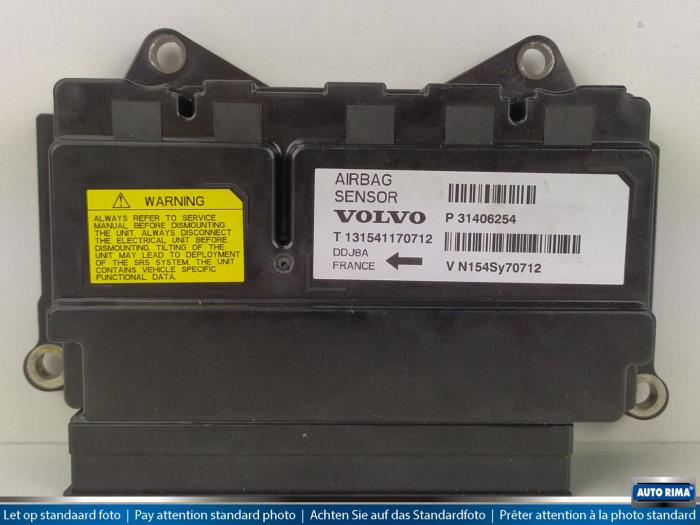 WARNING
ALWAYS REFER TO SERVICE
MANUAL BEFORE DISMOUNTING
THE UNIT. ALWAYS DISCONNECT
THE ELECTRICAL UNIT BEFORE
DISMOUNTING. TILTING OF THE
UNIT MAY LEAD TO DEPLOYMENT
OF THE SRS SYSTEM. THE UNIT
CONTAINS VEHICLE SPECIFIC
FUNCTIONAL DATA.
AIRBAG
SENSOR
VOLVO P 31406254
T 131541170712
DDJ8A
FRANCE V N154Sy70712
AUTO RIMA
Let op standaard foto | Pay attention standard photo | Achten Sie auf das Standardfoto | Prêter attention à la photo standard